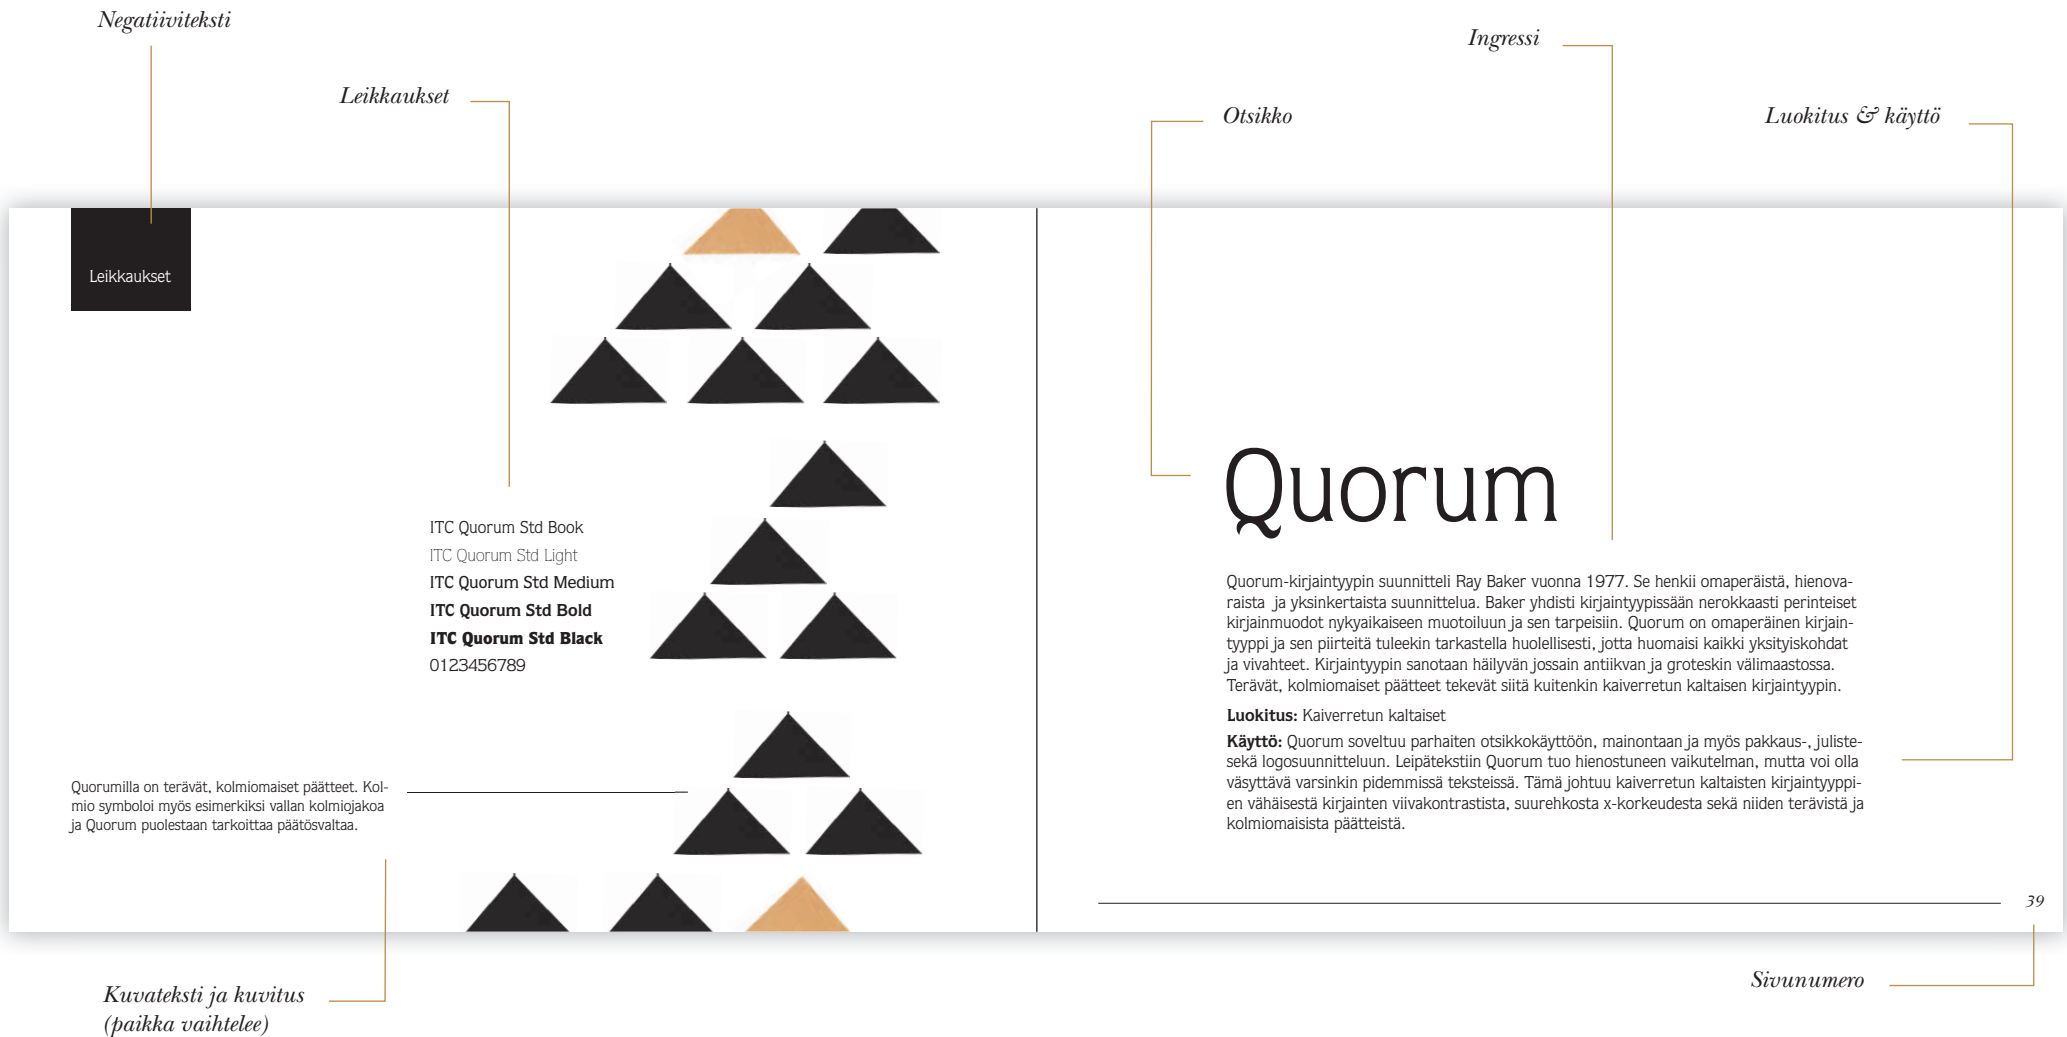 Negatiiviteksti
Leikkaukset
Ingressi
Otsikko
Luokitus & käyttö
Leikkaukset
ITC Quorum Std Book
ITC Quorum Std Light
ITC Quorum Std Medium
ITC Quorum Std Bold
ITC Quorum Std Black
0123456789
Quorumilla on terävät, kolmiomaiset päätteet. Kol-
mio symboloi myös esimerkiksi vallan kolmiojakoa
ja Quorum puolestaan tarkoittaa päätösvaltaa.
Quorum
Quorum-kirjaintyypin suunnitteli Ray Baker vuonna 1977. Se henkii omaperäistä, hienova-
raista ja yksinkertaista suunnittelua. Baker yhdisti kirjaintyypissään nerokkaasti perinteiset
kirjainmuodot nykyaikaiseen muotoiluun ja sen tarpeisiin. Quorum on omaperäinen kirjain-
tyyppi ja sen piirteitä tuleekin tarkastella huolellisesti, jotta huomaisi kaikki yksityiskohdat
ja vivahteet. Kirjaintyypin sanotaan häilyvän jossain antiikvan ja groteskin välimaastossa.
Terävät, kolmiomaiset päätteet tekevät siitä kuitenkin kaiverretun kaltaisen kirjaintyypin.
Luokitus: Kaiverretun kaltaiset
Käyttö: Quorum soveltuu parhaiten otsikkokäyttöön, mainontaan ja myös pakkaus-, juliste-
sekä logosuunnitteluun. Leipätekstiin Quorum tuo hienostuneen vaikutelman, mutta voi olla
väsyttävä varsinkin pidemmissä teksteissä. Tämä johtuu kaiverretun kaltaisten kirjaintyyppi-
en vähäisestä kirjainten viivakontrastista, suurehkosta x-korkeudesta sekä niiden terävistä ja
kolmiomaisista päätteistä.
39
Kuvateksti ja kuvitus
(paikka vaihtelee)
Sivunumero